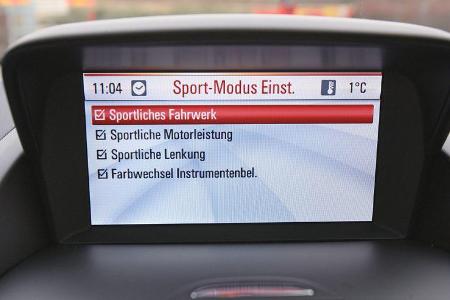 11:04 Sport-Modus Einst. 1°C
Sportliches Fahrwerk
Sportliche Motorleistung
Sportliche Lenkung
Farbwechsel Instrumentenbel.